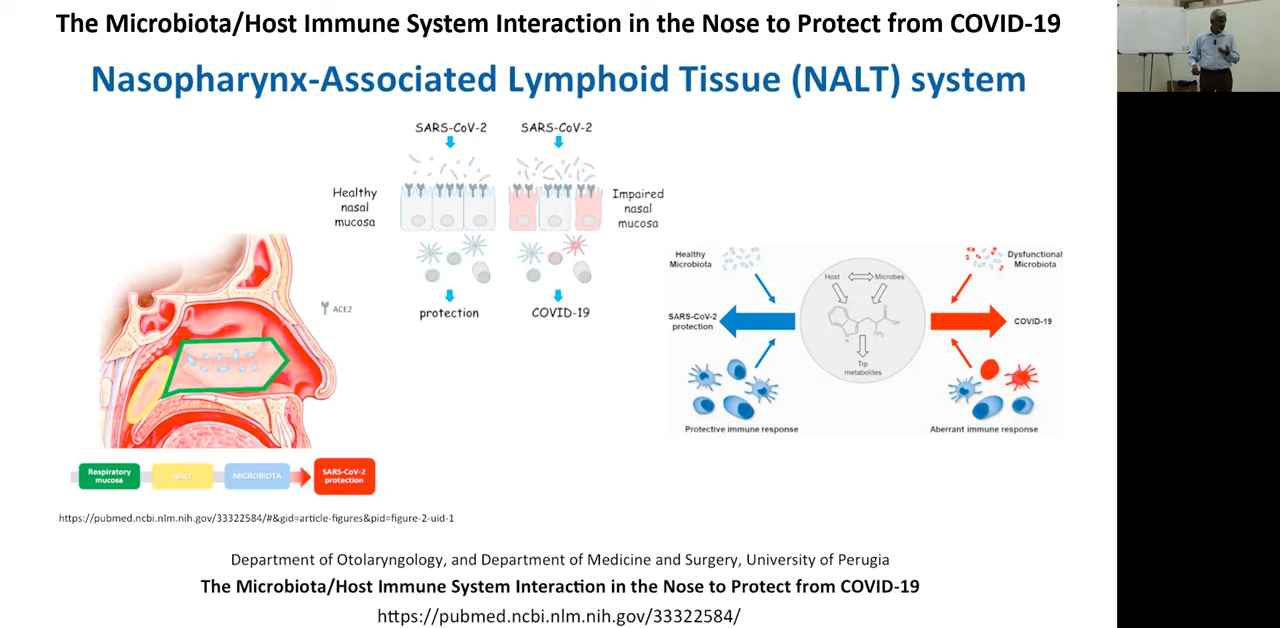 The Microbiota/Host Immune System Interaction in the Nose to Protect from COVID-19
Nasopharynx-Associated Lymphoid Tissue (NALT) system
SARS-CoV-2
SARS-CoV-2
Healthy
nasal
mucosa
Impaired
nasal
mucosa
ACE2
protection
COVID-19
Healthy
Microbiota
Dysfunctional
Microbiota
Host
Microbes
SARS-CoV-2
protection
COVID-19
OH
NH₂
H
Trp
metabolites
Protective immune response
Aberrant immune response
Respiratory
mucosa
NALT
MICROBIOTA
SARS-CoV-2
protection
https://pubmed.ncbi.nlm.nih.gov/33322584/#&gid=article-figures&pid=figure-2-uid-1
Department of Otolaryngology, and Department of Medicine and Surgery, University of Perugia
The Microbiota/Host Immune System Interaction in the Nose to Protect from COVID-19
https://pubmed.ncbi.nlm.nih.gov/33322584/